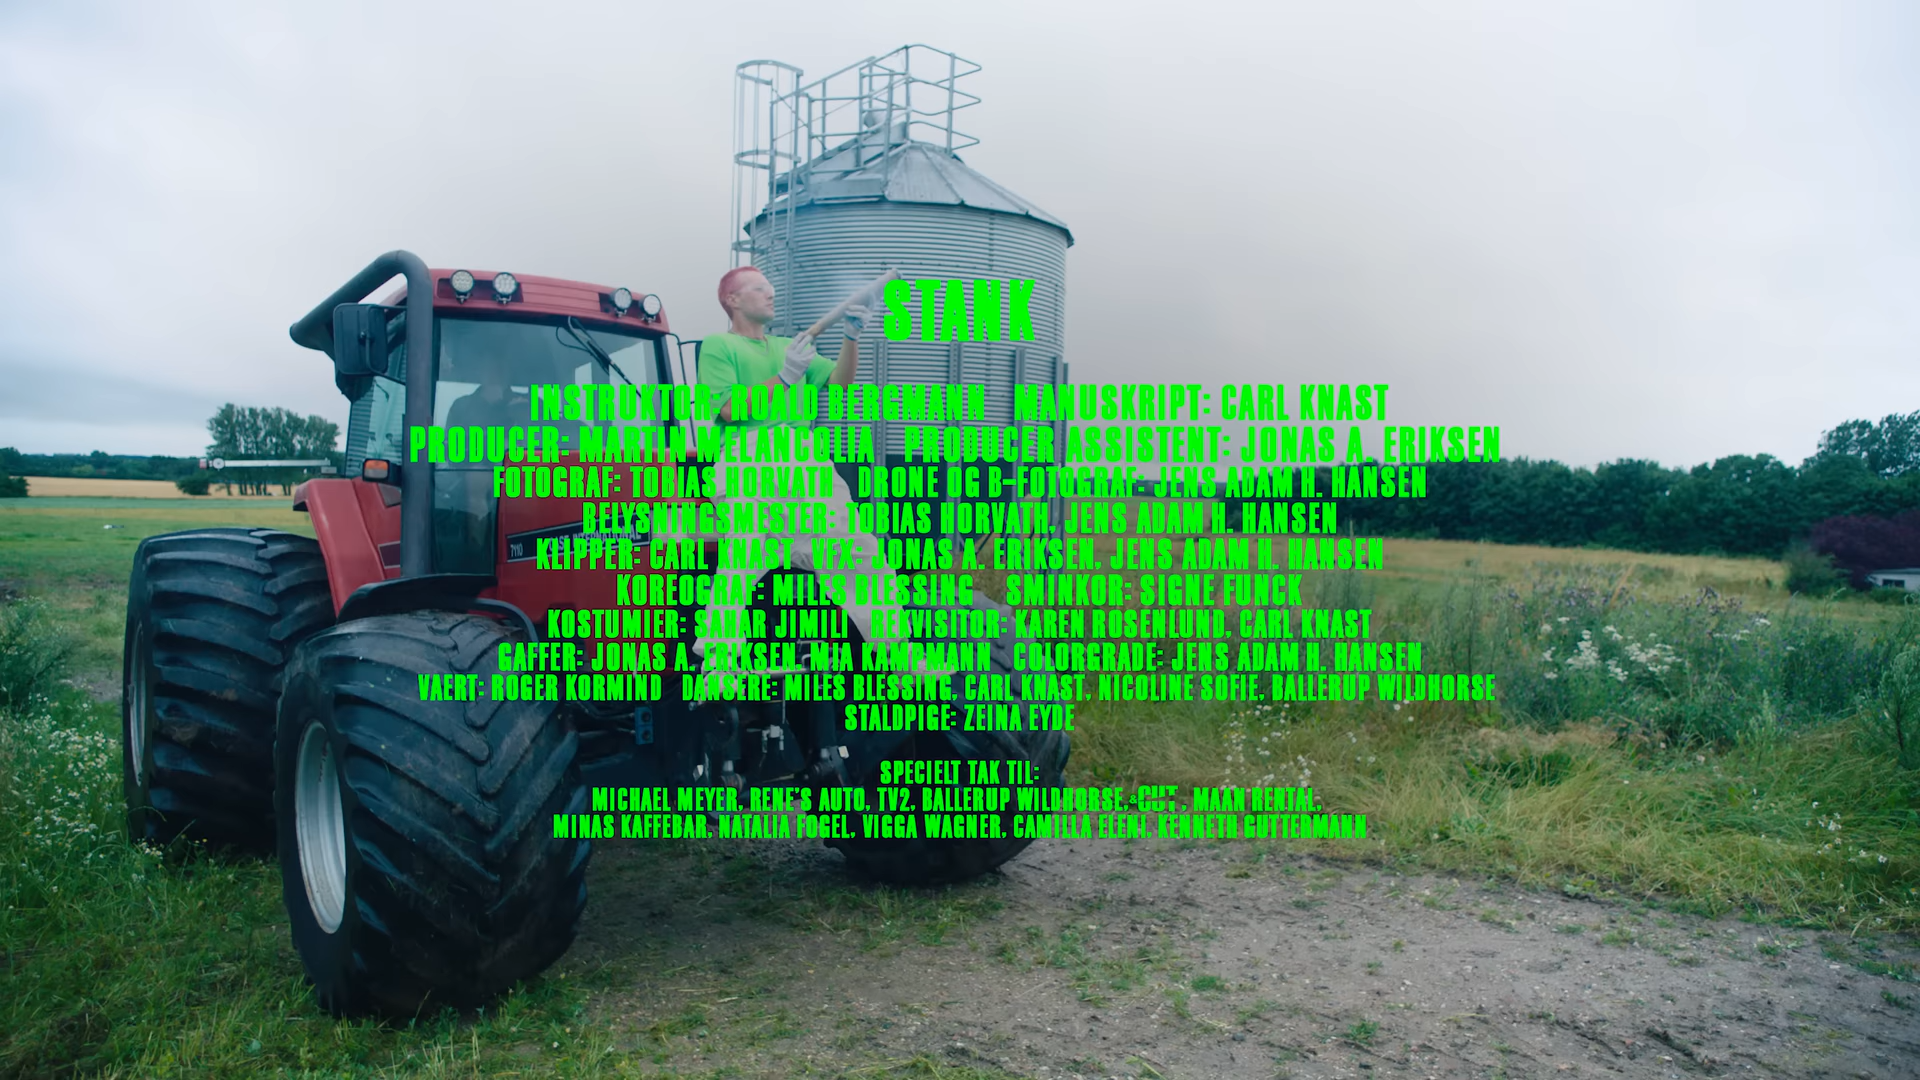 STANK
INSTRUKTOR: ROALD BERGMANN MANUSKRIPT: CARL KNAST
PRODUCER: MARTIN MELANCOLIA PRODUCER ASSISTENT: JONAS A. ERIKSEN
FOTOGRAF: TOBIAS HORVATH DRONE OG B-FOTOGRAF: JENS ADAM H. HANSEN
BELYSNINGSMESTER: TOBIAS HORVATH, JENS ADAM H. HANSEN
7110 CASE INTERNATIONAL
KLIPPER: CARL KNAST VFX: JONAS A. ERIKSEN, JENS ADAM H. HANSEN
KOREOGRAF: MILES BLESSING SMINKOR: SIGNE FUNCK
KOSTUMIER: SAHAR JIMILI REKVISITOR: KAREN ROSENLUND, CARL KNAST
GAFFER: JONAS A. ERIKSEN, MIA KAMPMANN COLORGRADE: JENS ADAM H. HANSEN
VAERT: ROGER KORMIND DANSERE: MILES BLESSING, CARL KNAST, NICOLINE SOFIE, BALLERUP WILDHORSE
STALDPIGE: ZEINA EYDE
SPECIELT TAK TIL:
MICHAEL MEYER, RENE'S AUTO, TV2, BALLERUP WILDHORSE, &CUT, MAAN RENTAL,
MINAS KAFFEBAR, NATALIA FOGEL, VIGGA WAGNER, CAMILLA ELENI, KENNETH GUTTERMANN